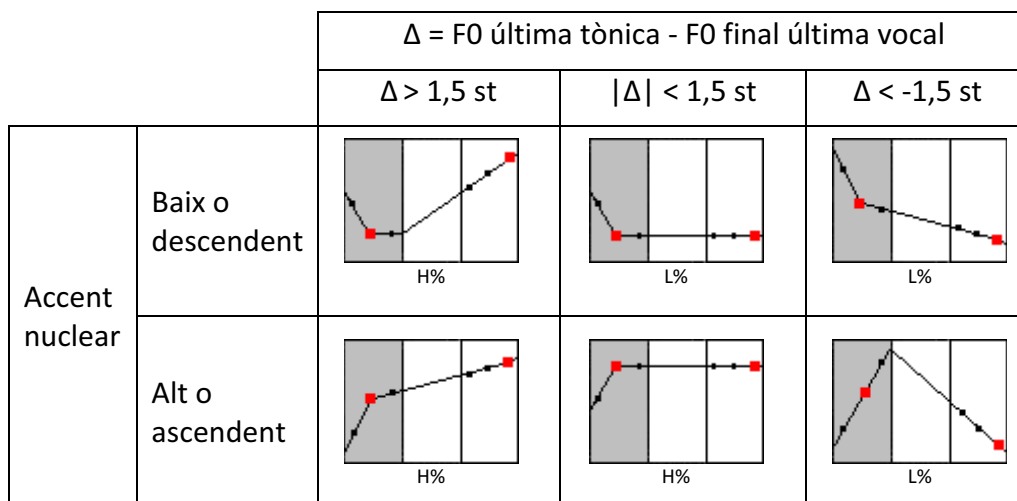 Δ = F0 última tònica - F0 final última vocal
Δ > 1,5 st
|Δ| < 1,5 st
Δ < -1,5 st
Accent
nuclear
Baix o
descendent
H%
L%
L%
Alt o
ascendent
H%
H%
L%